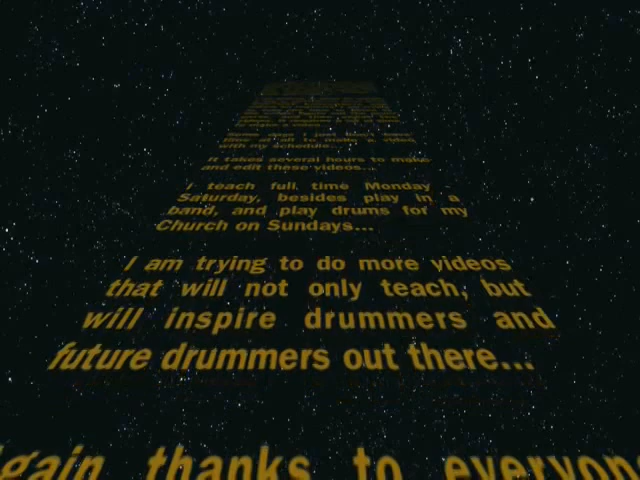 Some days I just don't have
time at all to make a video
with my schedule...
It takes several hours to make
and edit these videos...
I teach full time Monday
Saturday, besides play in a
band, and play drums for my
Church on Sundays...
I am trying to do more videos
that will not only teach, but
will inspire drummers and
future drummers out there...
Again thanks to everyone